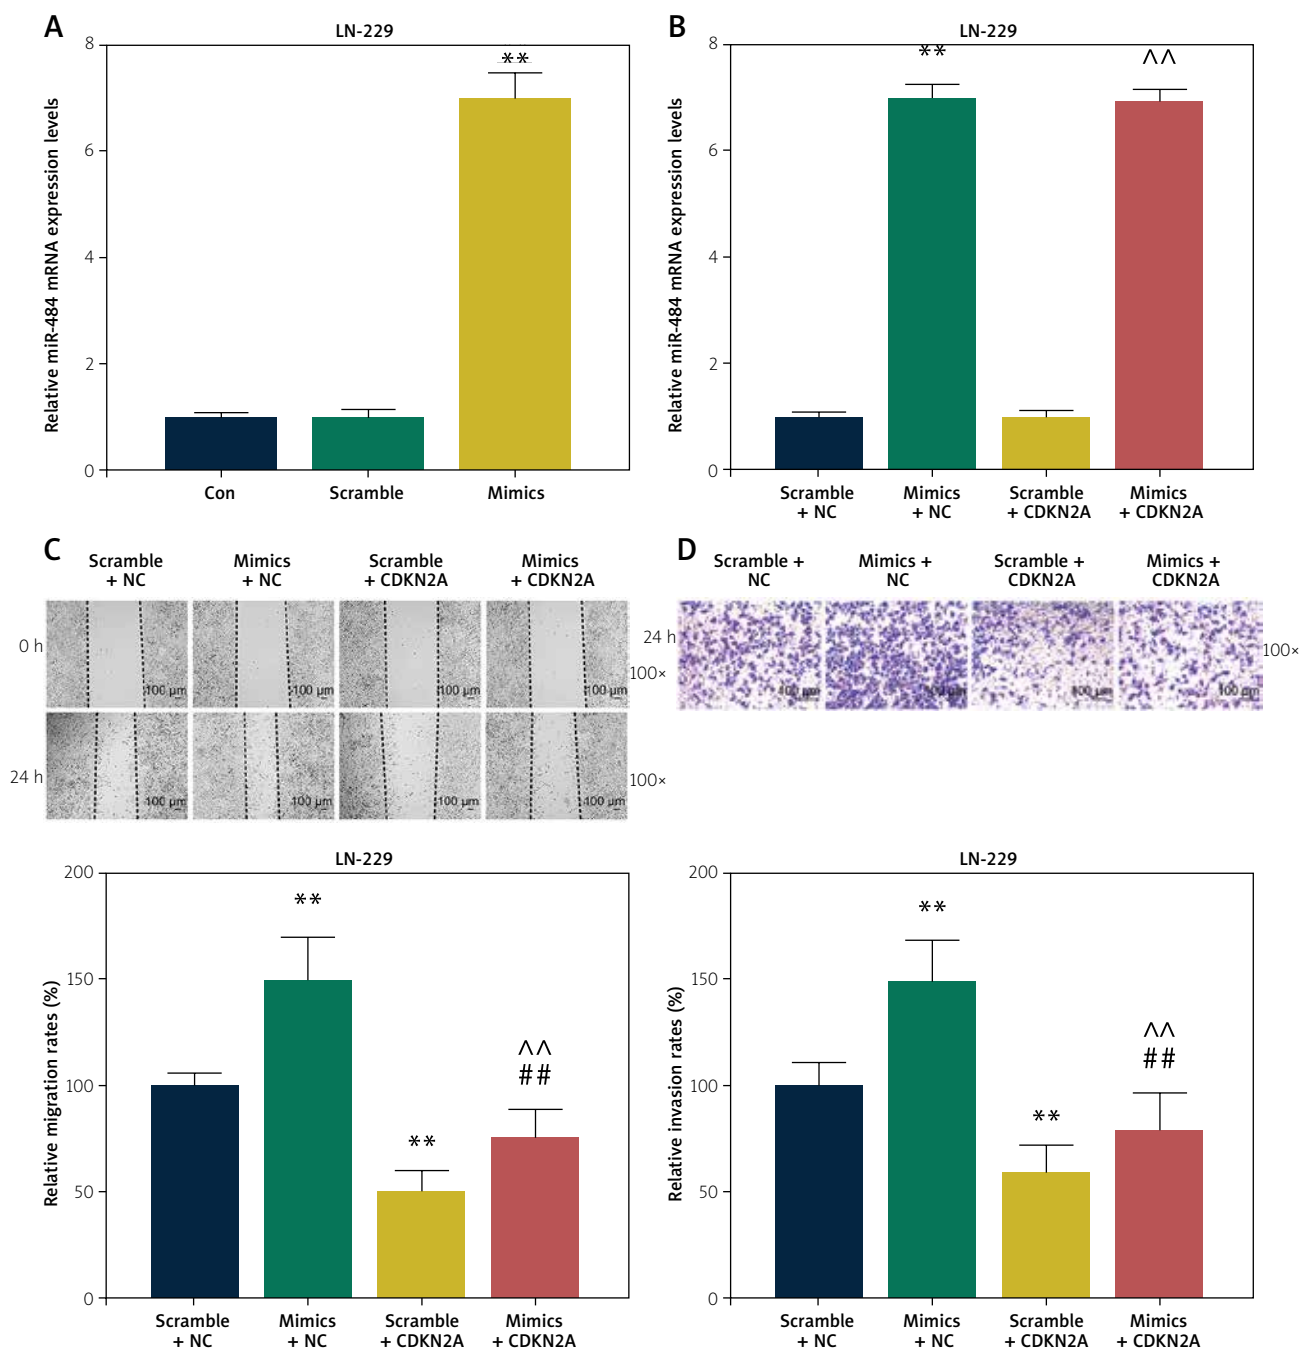 A
LN-229
Relative miR-484 mRNA expression levels
8
6
4
2
0
**
Con
Scramble
Mimics
B
LN-229
Relative miR-484 mRNA expression levels
8
6
4
2
0
**
^^
Scramble
+ NC
Mimics
+ NC
Scramble
+ CDKN2A
Mimics
+ CDKN2A
C
Scramble
+ NC
Mimics
+ NC
Scramble
+ CDKN2A
Mimics
+ CDKN2A
0 h
100 µm
100 µm
100 µm
100 µm
100×
24 h
100 µm
100 µm
100 µm
100 µm
100×
LN-229
Relative migration rates (%)
200
150
100
50
0
**
**
^^
##
Scramble
+ NC
Mimics
+ NC
Scramble
+ CDKN2A
Mimics
+ CDKN2A
D
Scramble +
NC
Mimics +
NC
Scramble +
CDKN2A
Mimics +
CDKN2A
24 h
100 µm
100 µm
100 µm
100 µm
100×
LN-229
Relative invasion rates (%)
200
150
100
50
0
**
**
^^
##
Scramble
+ NC
Mimics
+ NC
Scramble
+ CDKN2A
Mimics
+ CDKN2A